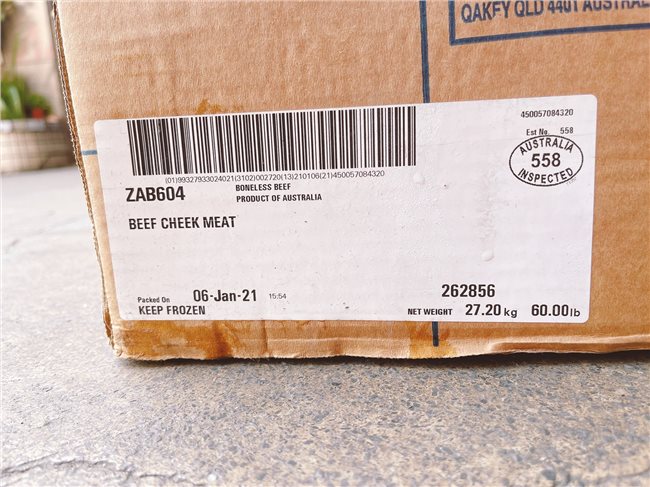 QAKEY QLD 4401 AUSTRAL
450057084320
Est No. 558
AUSTRALIA
558
INSPECTED
(01)99327933024021(3102)002720(13)210106(21)450057084320
ZAB604
BONELESS BEEF
PRODUCT OF AUSTRALIA
BEEF CHEEK MEAT
Packed On 06-Jan-21 15:54
KEEP FROZEN
262856
NET WEIGHT 27.20 kg 60.00 lb